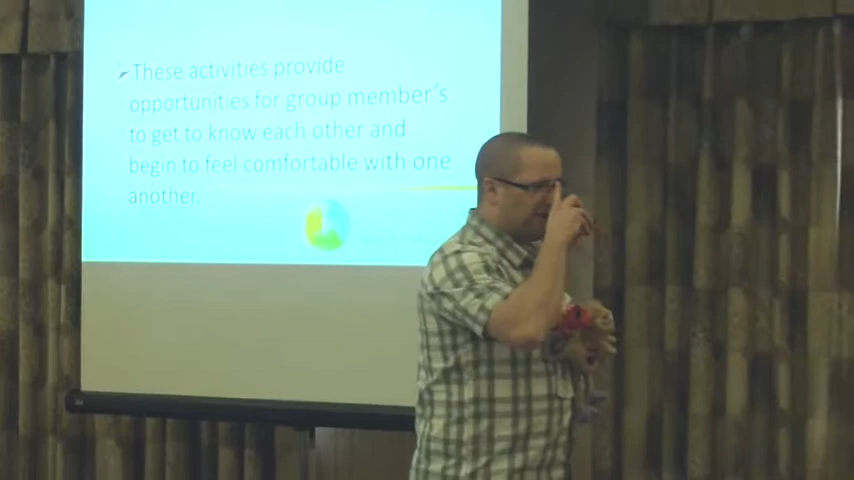 These activities provide
opportunities for group member's
to get to know each other and
begin to feel comfortable with one
another.